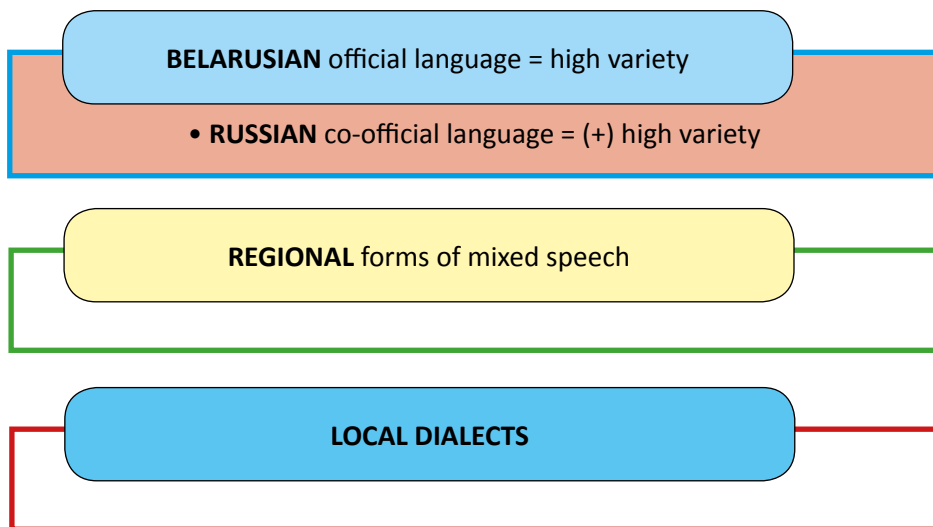 BELARUSIAN official language = high variety
• RUSSIAN co-official language = (+) high variety
REGIONAL forms of mixed speech
LOCAL DIALECTS